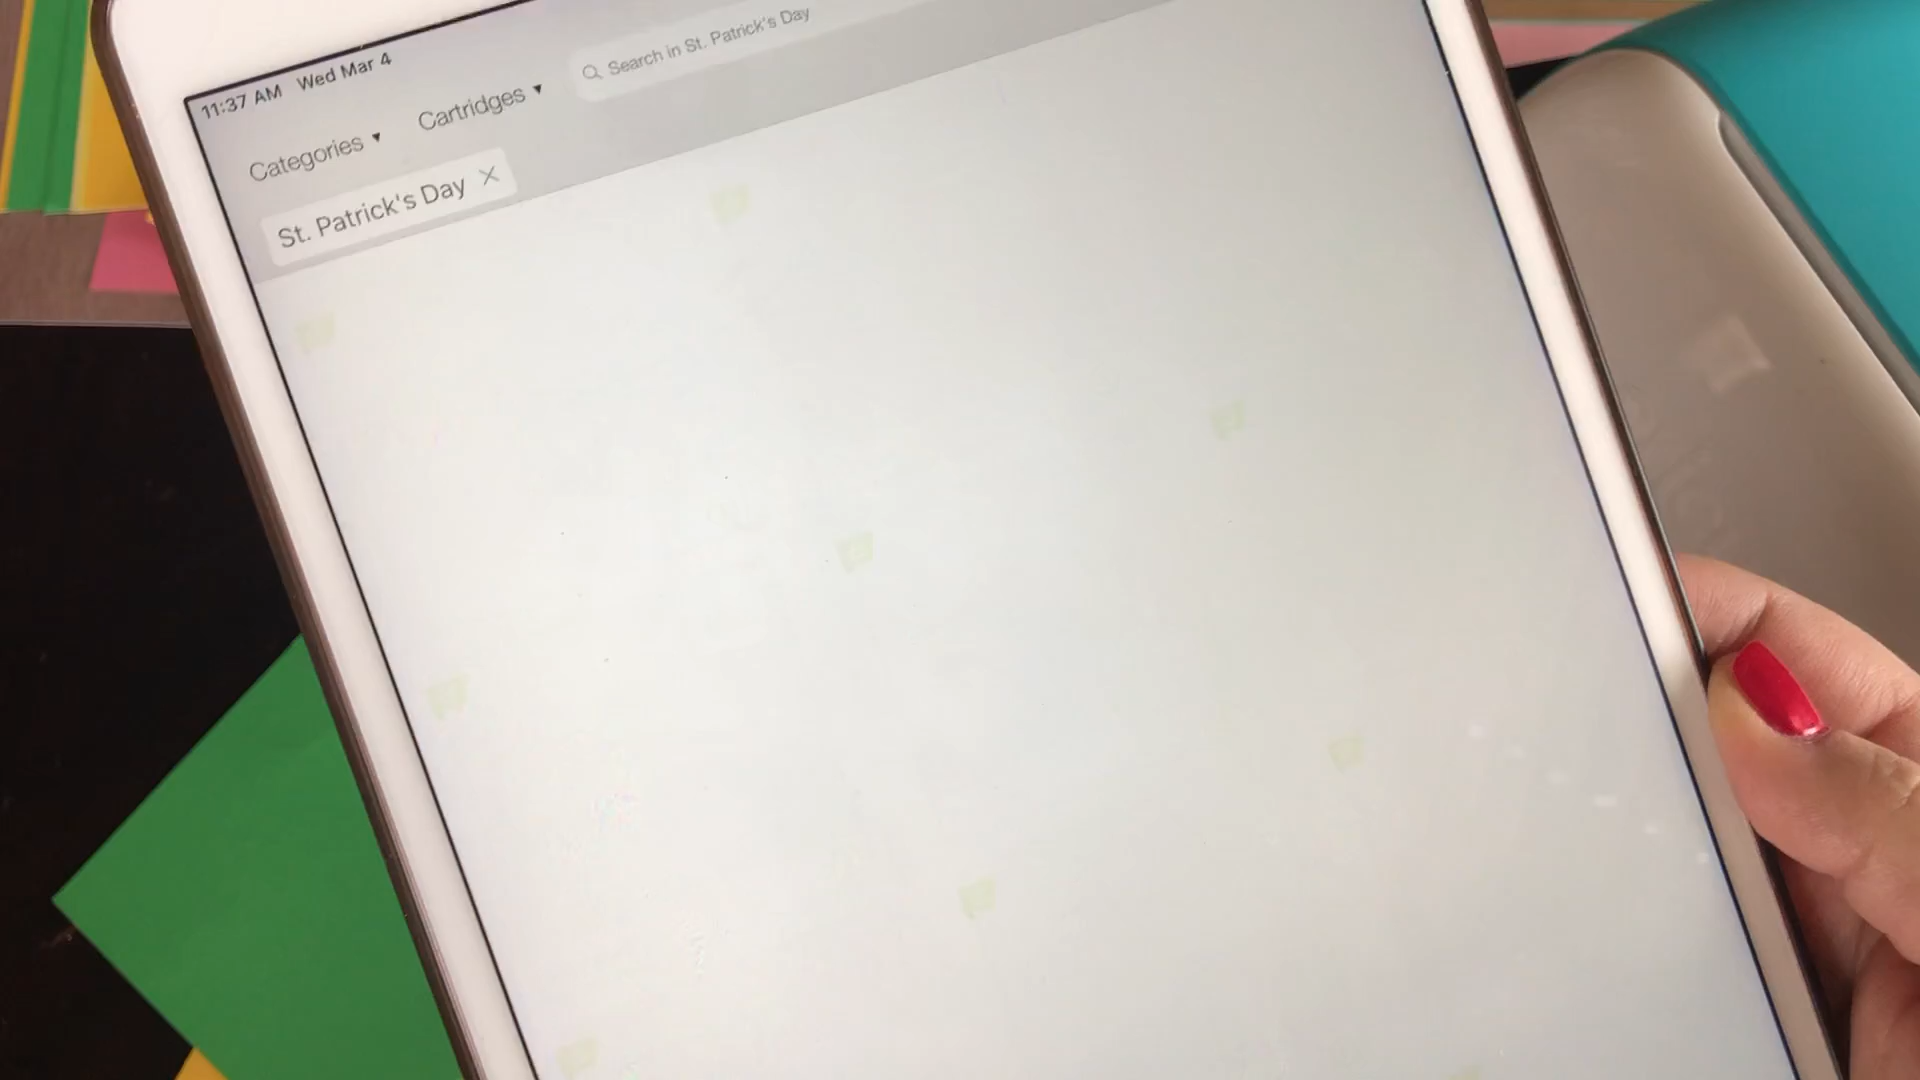 11:37 AM Wed Mar 4
Categories ▾ Cartridges ▾ Search in St. Patrick's Day
St. Patrick's Day ×